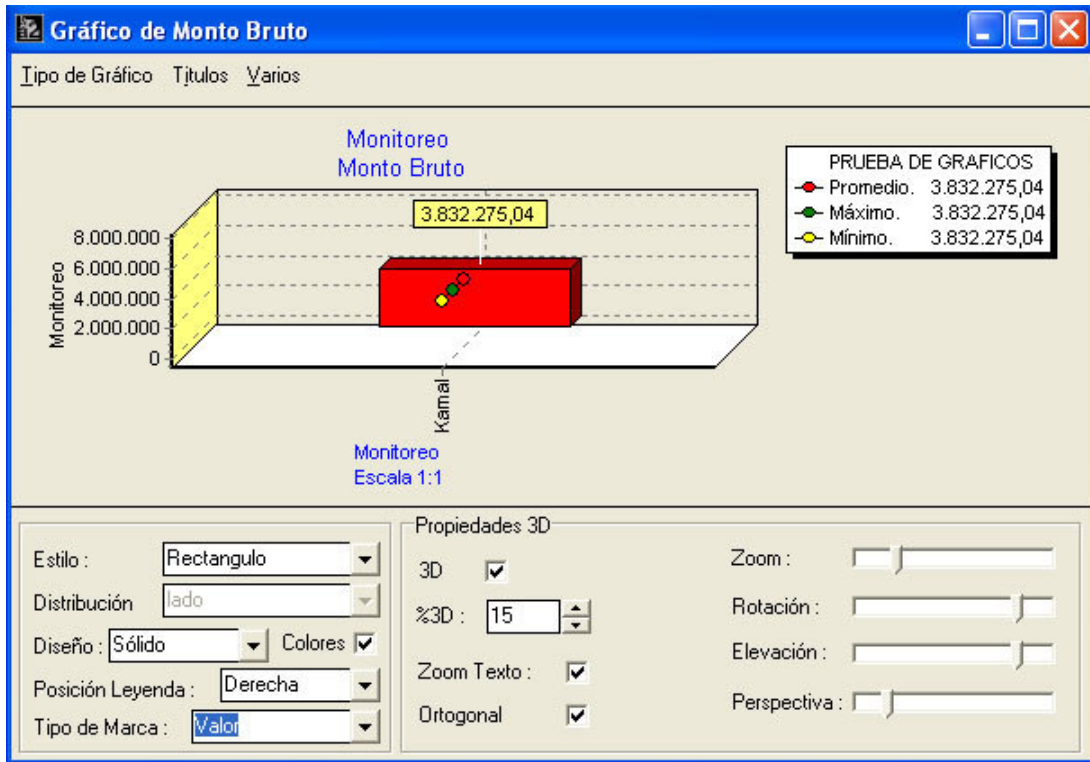 Gráfico de Monto Bruto
Tipo de Gráfico Titulos Varios
Monitoreo
Monto Bruto
PRUEBA DE GRAFICOS
Promedio. 3.832.275,04
Máximo. 3.832.275,04
Mínimo. 3.832.275,04
3.832.275,04
8.000.000
6.000.000
4.000.000
2.000.000
0
Monitoreo
Kamal
Monitoreo
Escala 1:1
Estilo : Rectangulo
Distribución lado
Diseño : Sólido Colores
Posición Leyenda : Derecha
Tipo de Marca : Valor
Propiedades 3D
3D
%3D : 15
Zoom Texto :
Ortogonal
Zoom :
Rotación :
Elevación :
Perspectiva :